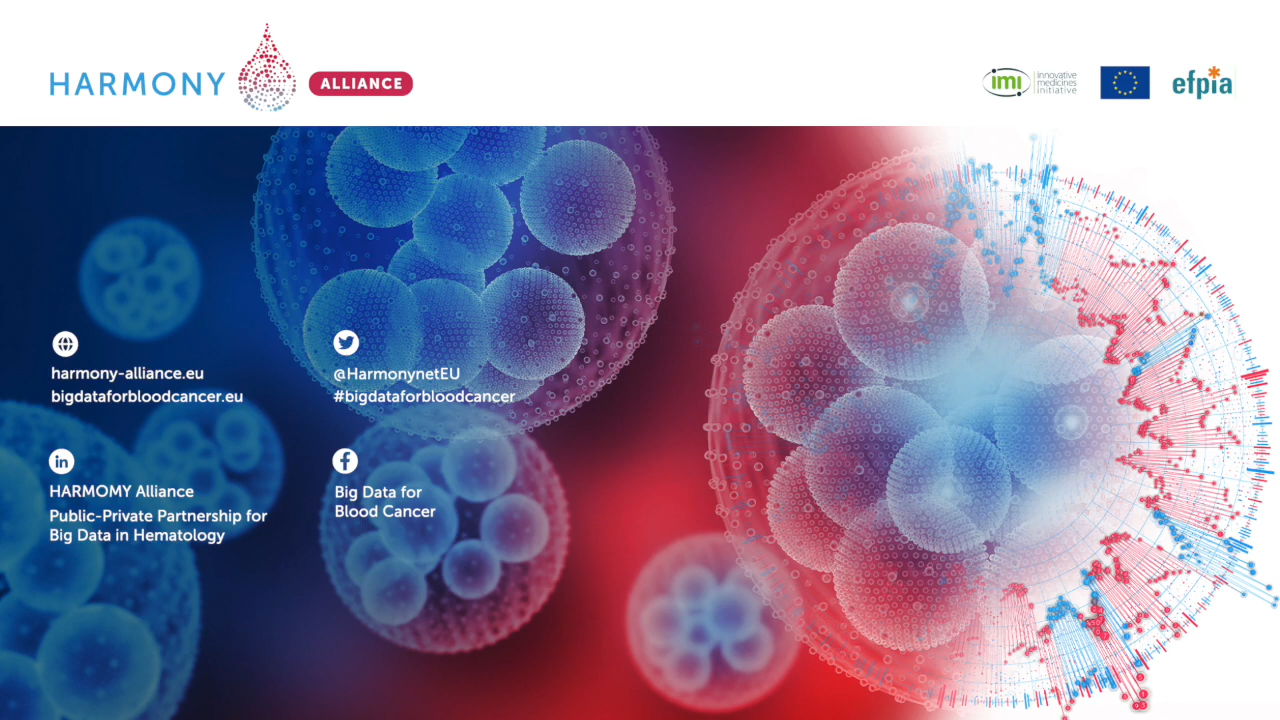 HARMONY
ALLIANCE
imi
innovative
medicines
initiative
efpia
harmony-alliance.eu
bigdataforbloodcancer.eu
@HarmonynetEU
#bigdataforbloodcancer
in
HARMOMY Alliance
Public-Private Partnership for
Big Data in Hematology
f
Big Data for
Blood Cancer